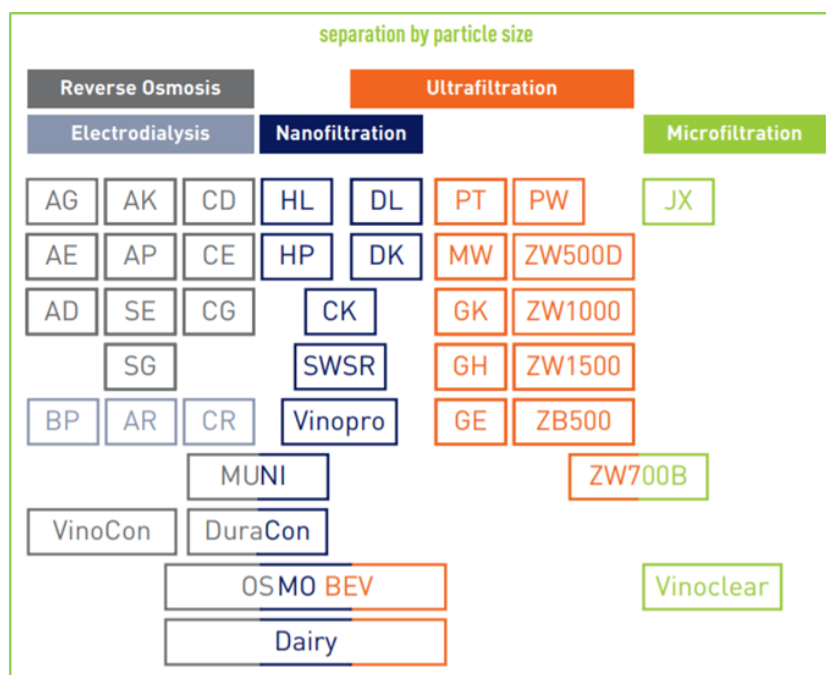 separation by particle size
Reverse Osmosis Ultrafiltration
Electrodialysis Nanofiltration Microfiltration
AG AK CD HL DL PT PW JX
AE AP CE HP DK MW ZW500D
AD SE CG CK GK ZW1000
SG SWSR GH ZW1500
BP AR CR Vinopro GE ZB500
MUNI ZW700B
VinoCon DuraCon
OSMO BEV Vinoclear
Dairy